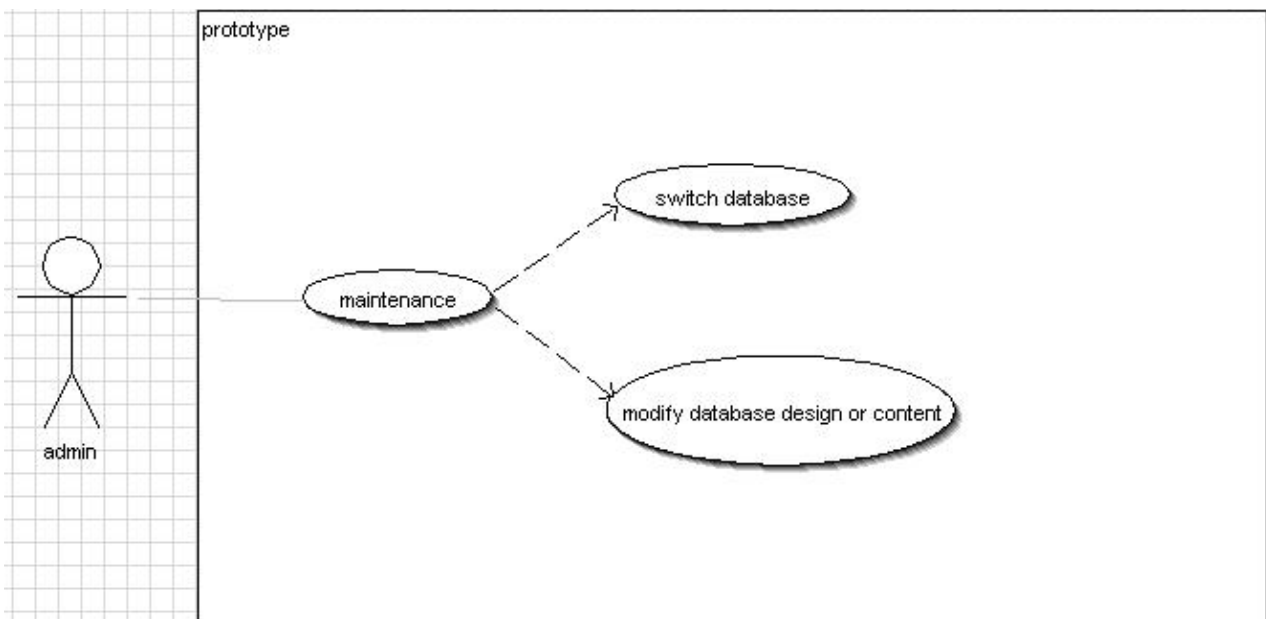 prototype
switch database
maintenance
modify database design or content
admin